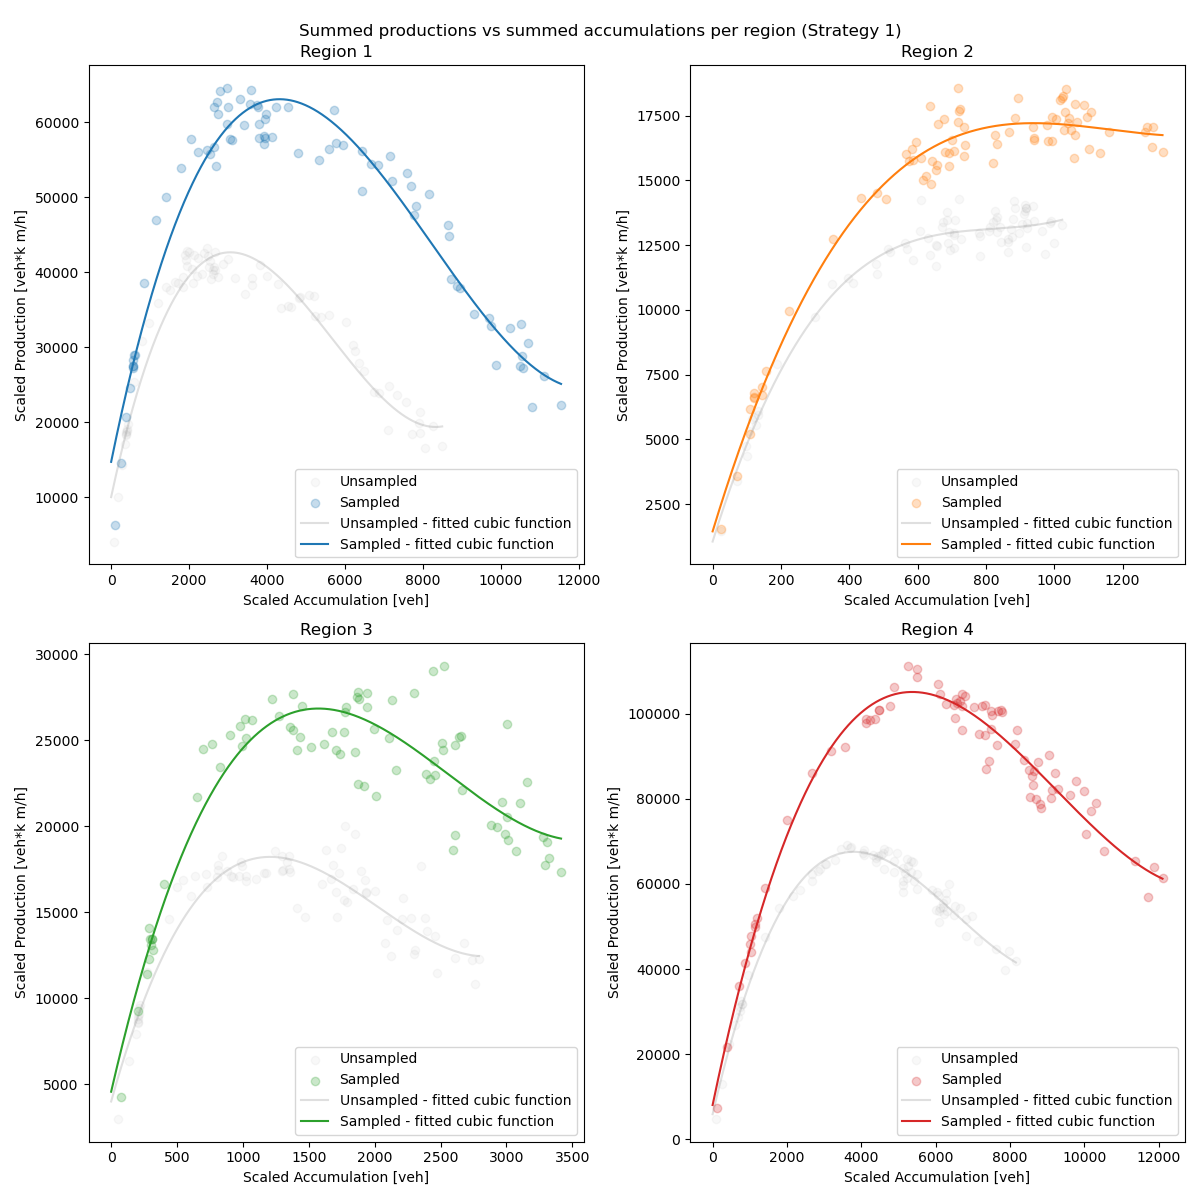 Summed productions vs summed accumulations per region (Strategy 1)
Region 1
60000
50000
40000
30000
20000
10000
Scaled Production [veh*k m/h]
0 2000 4000 6000 8000 10000 12000
Scaled Accumulation [veh]
Unsampled
Sampled
Unsampled - fitted cubic function
Sampled - fitted cubic function
Region 2
17500
15000
12500
10000
7500
5000
2500
Scaled Production [veh*k m/h]
0 200 400 600 800 1000 1200
Scaled Accumulation [veh]
Unsampled
Sampled
Unsampled - fitted cubic function
Sampled - fitted cubic function
Region 3
30000
25000
20000
15000
10000
5000
Scaled Production [veh*k m/h]
0 500 1000 1500 2000 2500 3000 3500
Scaled Accumulation [veh]
Unsampled
Sampled
Unsampled - fitted cubic function
Sampled - fitted cubic function
Region 4
100000
80000
60000
40000
20000
0
Scaled Production [veh*k m/h]
0 2000 4000 6000 8000 10000 12000
Scaled Accumulation [veh]
Unsampled
Sampled
Unsampled - fitted cubic function
Sampled - fitted cubic function